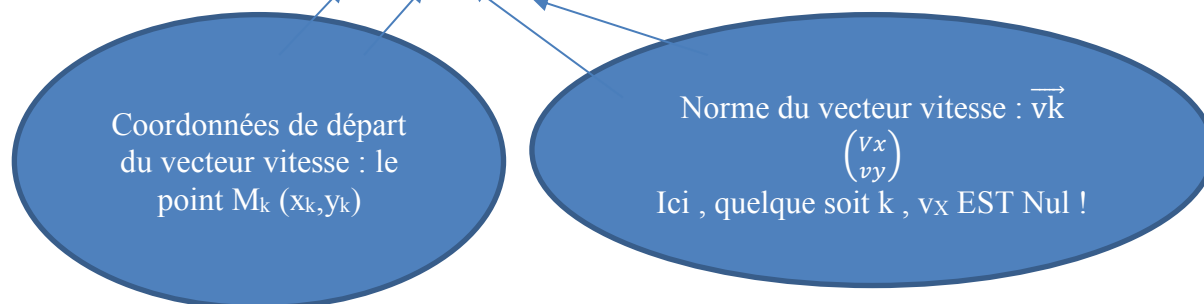 Coordonnées de départ
du vecteur vitesse : le
point Mₖ (xₖ,yₖ)
Norme du vecteur vitesse : v͞k⃗
(Vx
vy)
Ici , quelque soit k , vX EST Nul !